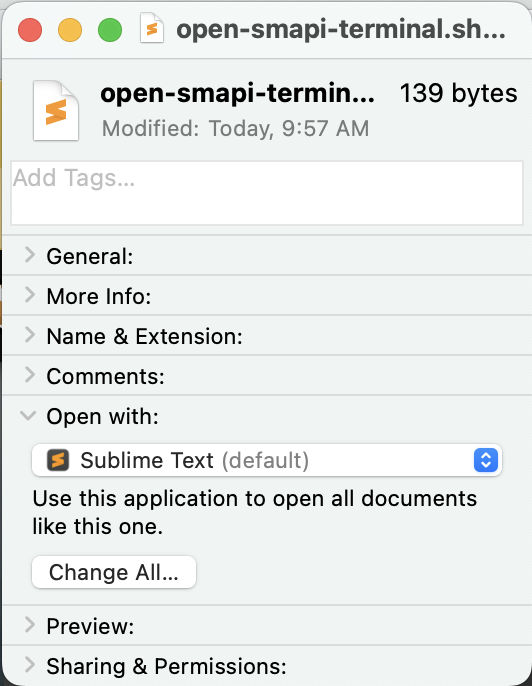 open-smapi-terminal.sh...
open-smapi-termin... 139 bytes
Modified: Today, 9:57 AM
Add Tags...
General:
More Info:
Name & Extension:
Comments:
Open with:
Sublime Text (default)
Use this application to open all documents
like this one.
Change All...
Preview:
Sharing & Permissions: